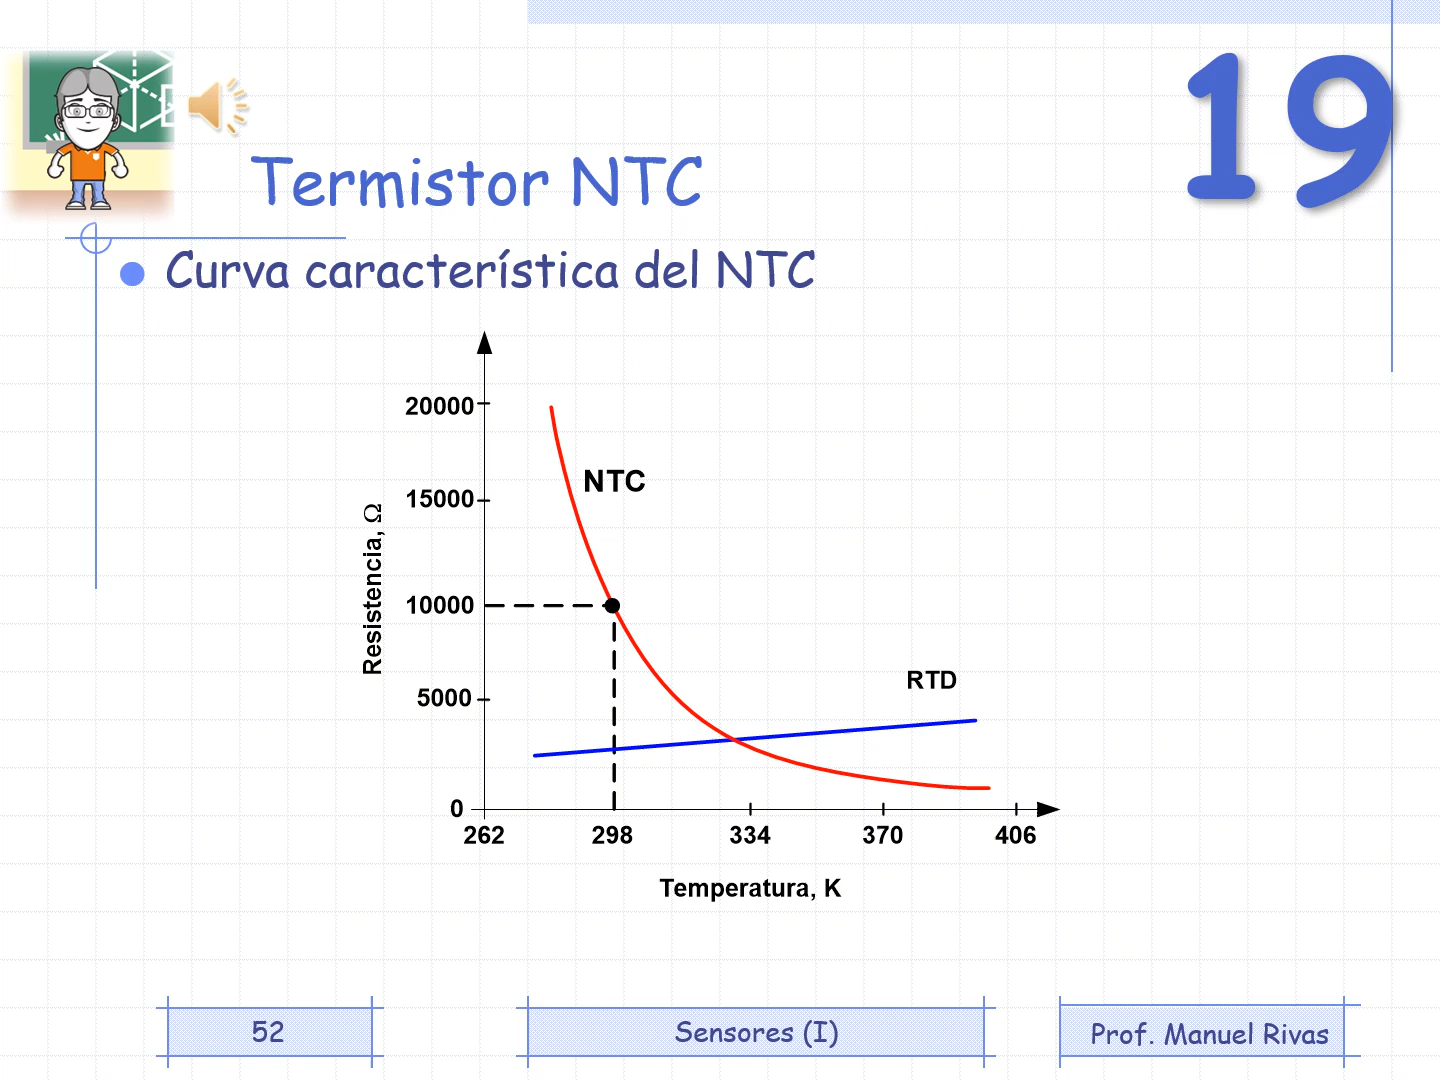 19
Termistor NTC
Curva característica del NTC
20000
NTC
15000
Resistencia, Ω
10000
RTD
5000
0
262 298 334 370 406
Temperatura, K
52
Sensores (I)
Prof. Manuel Rivas